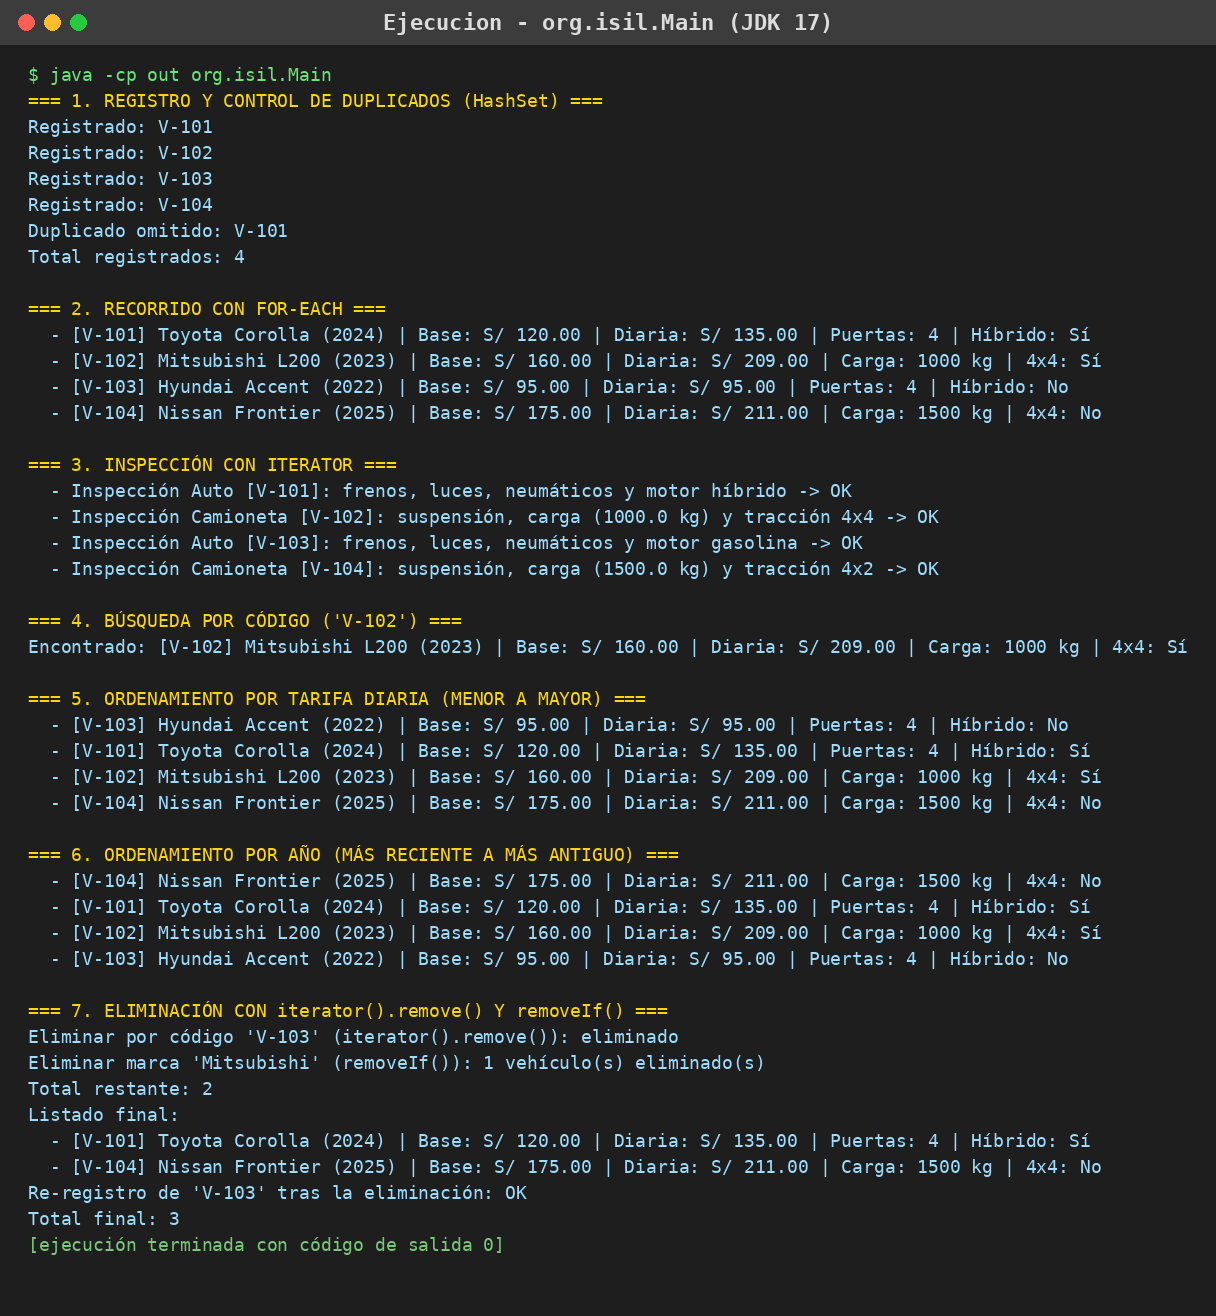 Ejecucion - org.isil.Main (JDK 17)
$ java -cp out org.isil.Main
=== 1. REGISTRO Y CONTROL DE DUPLICADOS (HashSet) ===
Registrado: V-101
Registrado: V-102
Registrado: V-103
Registrado: V-104
Duplicado omitido: V-101
Total registrados: 4
=== 2. RECORRIDO CON FOR-EACH ===
- [V-101] Toyota Corolla (2024) | Base: S/ 120.00 | Diaria: S/ 135.00 | Puertas: 4 | Híbrido: Sí
- [V-102] Mitsubishi L200 (2023) | Base: S/ 160.00 | Diaria: S/ 209.00 | Carga: 1000 kg | 4x4: Sí
- [V-103] Hyundai Accent (2022) | Base: S/ 95.00 | Diaria: S/ 95.00 | Puertas: 4 | Híbrido: No
- [V-104] Nissan Frontier (2025) | Base: S/ 175.00 | Diaria: S/ 211.00 | Carga: 1500 kg | 4x4: No
=== 3. INSPECCIÓN CON ITERATOR ===
- Inspección Auto [V-101]: frenos, luces, neumáticos y motor híbrido -> OK
- Inspección Camioneta [V-102]: suspensión, carga (1000.0 kg) y tracción 4x4 -> OK
- Inspección Auto [V-103]: frenos, luces, neumáticos y motor gasolina -> OK
- Inspección Camioneta [V-104]: suspensión, carga (1500.0 kg) y tracción 4x2 -> OK
=== 4. BÚSQUEDA POR CÓDIGO ('V-102') ===
Encontrado: [V-102] Mitsubishi L200 (2023) | Base: S/ 160.00 | Diaria: S/ 209.00 | Carga: 1000 kg | 4x4: Sí
=== 5. ORDENAMIENTO POR TARIFA DIARIA (MENOR A MAYOR) ===
- [V-103] Hyundai Accent (2022) | Base: S/ 95.00 | Diaria: S/ 95.00 | Puertas: 4 | Híbrido: No
- [V-101] Toyota Corolla (2024) | Base: S/ 120.00 | Diaria: S/ 135.00 | Puertas: 4 | Híbrido: Sí
- [V-102] Mitsubishi L200 (2023) | Base: S/ 160.00 | Diaria: S/ 209.00 | Carga: 1000 kg | 4x4: Sí
- [V-104] Nissan Frontier (2025) | Base: S/ 175.00 | Diaria: S/ 211.00 | Carga: 1500 kg | 4x4: No
=== 6. ORDENAMIENTO POR AÑO (MÁS RECIENTE A MÁS ANTIGUO) ===
- [V-104] Nissan Frontier (2025) | Base: S/ 175.00 | Diaria: S/ 211.00 | Carga: 1500 kg | 4x4: No
- [V-101] Toyota Corolla (2024) | Base: S/ 120.00 | Diaria: S/ 135.00 | Puertas: 4 | Híbrido: Sí
- [V-102] Mitsubishi L200 (2023) | Base: S/ 160.00 | Diaria: S/ 209.00 | Carga: 1000 kg | 4x4: Sí
- [V-103] Hyundai Accent (2022) | Base: S/ 95.00 | Diaria: S/ 95.00 | Puertas: 4 | Híbrido: No
=== 7. ELIMINACIÓN CON iterator().remove() Y removeIf() ===
Eliminar por código 'V-103' (iterator().remove()): eliminado
Eliminar marca 'Mitsubishi' (removeIf()): 1 vehículo(s) eliminado(s)
Total restante: 2
Listado final:
- [V-101] Toyota Corolla (2024) | Base: S/ 120.00 | Diaria: S/ 135.00 | Puertas: 4 | Híbrido: Sí
- [V-104] Nissan Frontier (2025) | Base: S/ 175.00 | Diaria: S/ 211.00 | Carga: 1500 kg | 4x4: No
Re-registro de 'V-103' tras la eliminación: OK
Total final: 3
[ejecución terminada con código de salida 0]